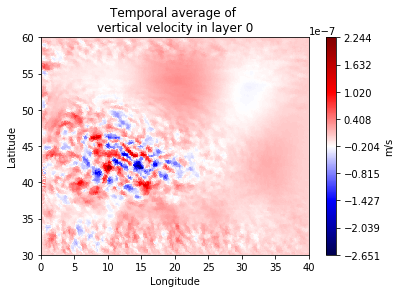 Temporal average of
vertical velocity in layer 0
1e−7
60
55
50
45
40
35
30
Latitude
0 5 10 15 20 25 30 35 40
Longitude
2.244
1.632
1.020
0.408
−0.204
−0.815
−1.427
−2.039
−2.651
m/s